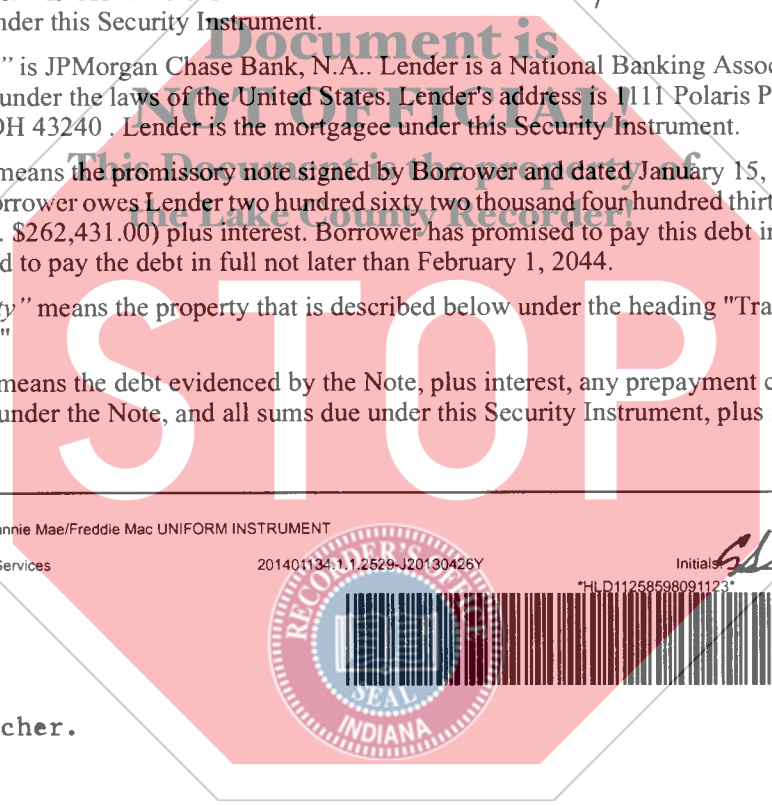 nder this Security Instrument.
Document is
” is JPMorgan Chase Bank, N.A.. Lender is a National Banking Assoc
under the laws of the United States. Lender's address is 1111 Polaris P
NOT OFFICIAL!
OH 43240 . Lender is the mortgagee under this Security Instrument.
This Document is the property of
means the promissory note signed by Borrower and dated January 15,
orrower owes Lender two hundred sixty two thousand four hundred thirt
the Lake County Recorder!
. $262,431.00) plus interest. Borrower has promised to pay this debt in
d to pay the debt in full not later than February 1, 2044.
ty” means the property that is described below under the heading "Tra
"
STOP
means the debt evidenced by the Note, plus interest, any prepayment c
under the Note, and all sums due under this Security Instrument, plus
nnie Mae/Freddie Mac UNIFORM INSTRUMENT
Services 201401134.1.1.2529-J20130426Y Initials:
*HLD11258598091123*
RECORDER'S OFFICE
SEAL
INDIANA
cher.